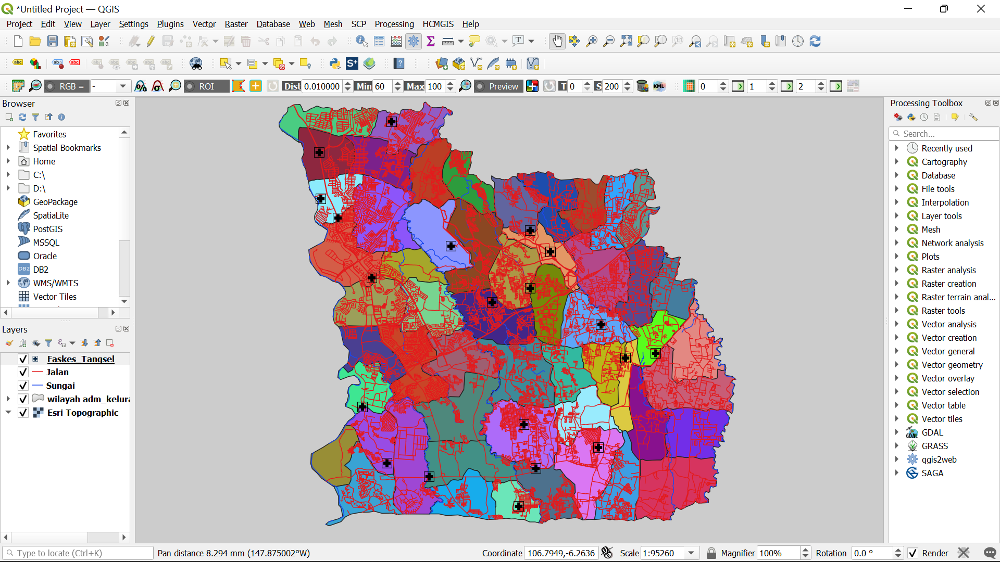 *Untitled Project — QGIS
Project Edit View Layer Settings Plugins Vector Raster Database Web Mesh SCP Processing HCMGIS Help
abc abc abc
RGB = - ROI Dist 0.010000 Min 60 Max 100 Preview T 0 S 200 KML 0 1 2
Browser
Favorites
Spatial Bookmarks
Home
C:\
D:\
GeoPackage
SpatiaLite
PostGIS
MSSQL
Oracle
DB2 DB2
WMS/WMTS
Vector Tiles
Layers
Faskes_Tangsel
Jalan
Sungai
wilayah adm_kelura
Esri Topographic
Processing Toolbox
Search...
Recently used
Cartography
Database
File tools
Interpolation
Layer tools
Mesh
Network analysis
Plots
Raster analysis
Raster creation
Raster terrain anal...
Raster tools
Vector analysis
Vector creation
Vector general
Vector geometry
Vector overlay
Vector selection
Vector table
Vector tiles
GDAL GDAL
GRASS
qgis2web
SAGA
Type to locate (Ctrl+K) Pan distance 8.294 mm (147.875002°W) Coordinate 106.7949,-6.2636 Scale 1:95260 Magnifier 100% Rotation 0.0 ° Render